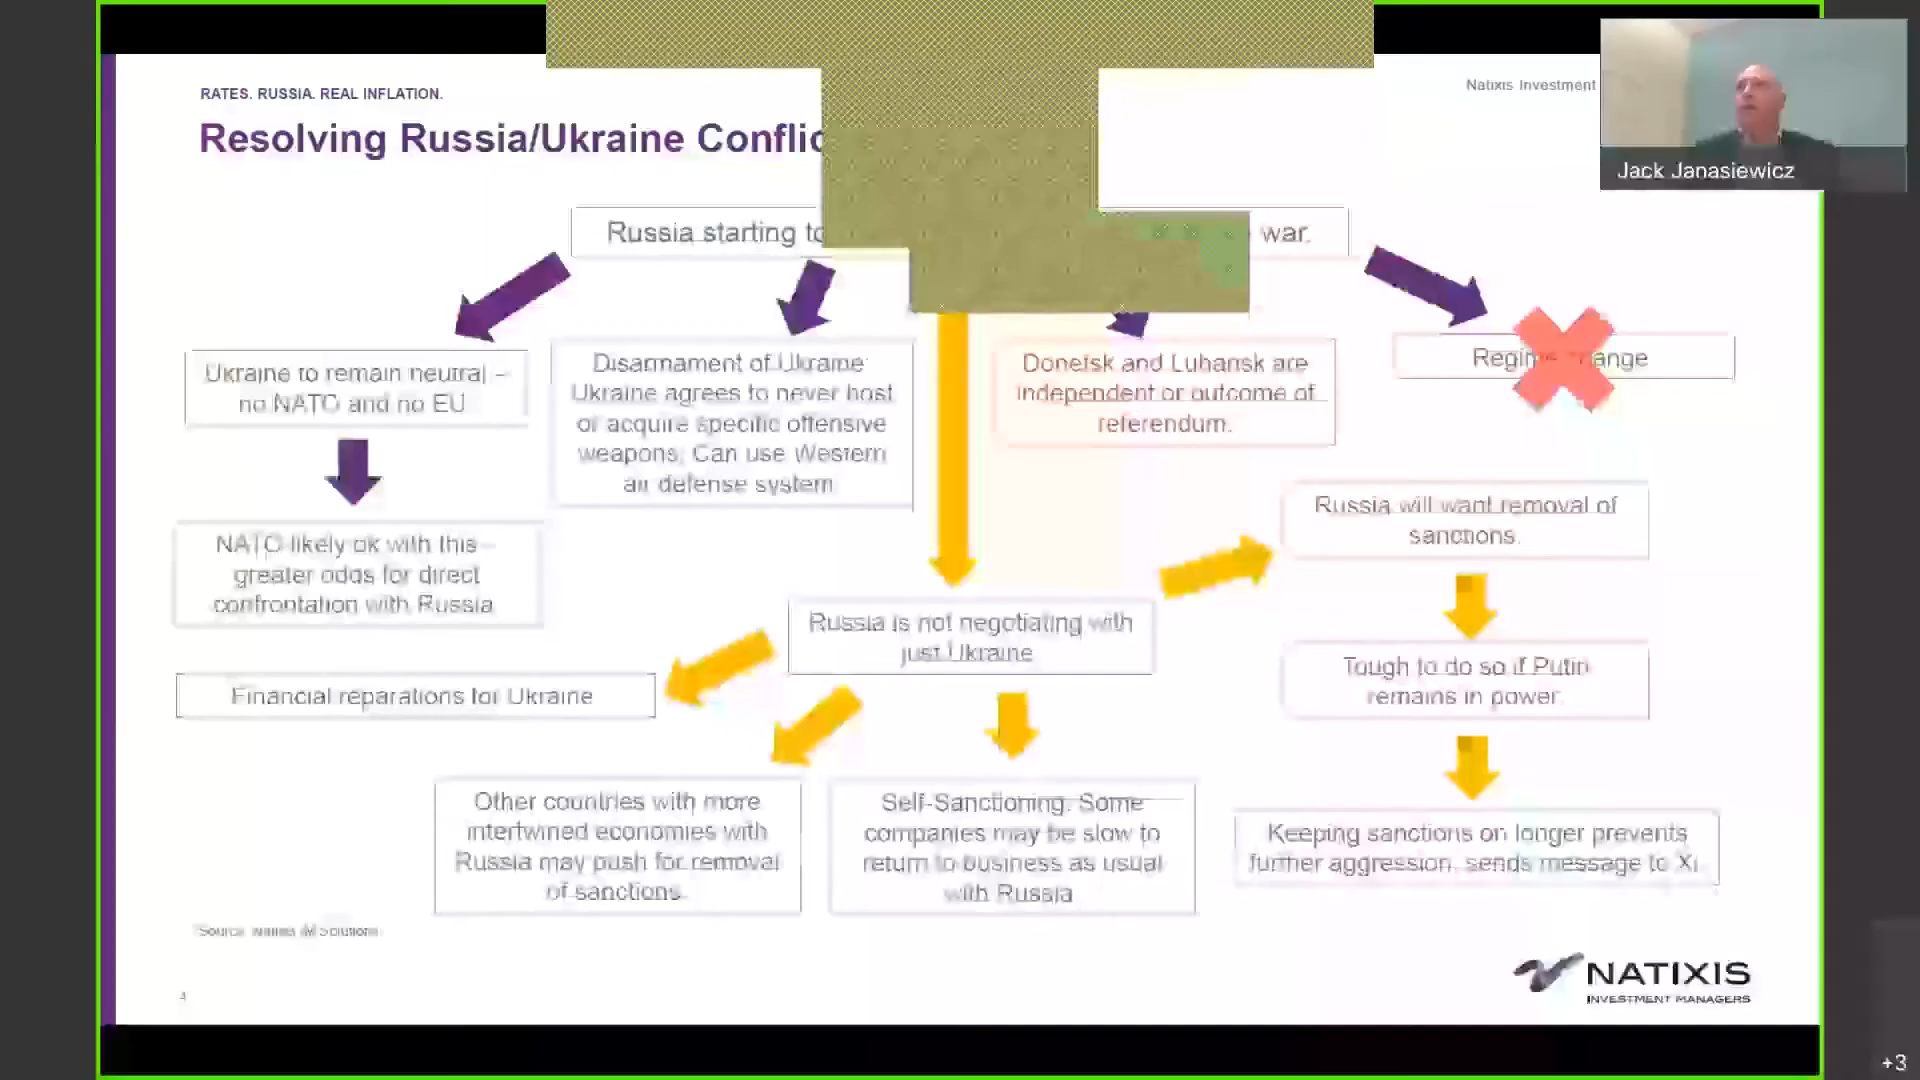 RATES. RUSSIA. REAL INFLATION.
Natixis Investment
Resolving Russia/Ukraine Conflic
Jack Janasiewicz
Russia starting to
war.
Ukraine to remain neutral –
no NATO and no EU
Disarmament of Ukraine
Ukraine agrees to never host
or acquire specific offensive
weapons; Can use Western
air defense system
Donetsk and Luhansk are
independent or outcome of
referendum.
Regime change
NATO likely ok with this –
greater odds for direct
confrontation with Russia
Russia will want removal of
sanctions.
Russia is not negotiating with
just Ukraine
Financial reparations for Ukraine
Tough to do so if Putin
remains in power.
Other countries with more
intertwined economies with
Russia may push for removal
of sanctions.
Self-Sanctioning. Some
companies may be slow to
return to business as usual
with Russia
Keeping sanctions on longer prevents
further aggression, sends message to Xi.
Source: Natixis IM Solutions
4
NATIXIS
INVESTMENT MANAGERS
+3